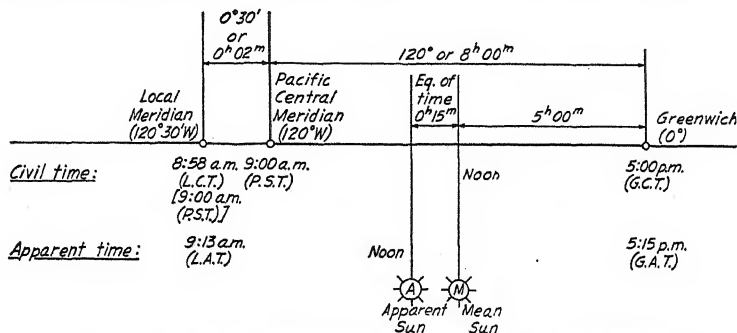 0°30'
or
0ʰ02ᵐ
120° or 8ʰ00ᵐ
Local
Meridian
(120°30'W)
Pacific
Central
Meridian
(120°W)
Eq. of
time
0ʰ15ᵐ
5ʰ00ᵐ
Greenwich
(0°)
Civil time:
8:58 a.m.
(L.C.T.)
[9:00 a.m.
(P.S.T.)]
9:00 a.m.
(P.S.T.)
Noon
5:00 p.m.
(G.C.T.)
Apparent time:
9:13 a.m.
(L.A.T.)
Noon
5:15 p.m.
(G.A.T.)
A
M
Apparent
Sun
Mean
Sun